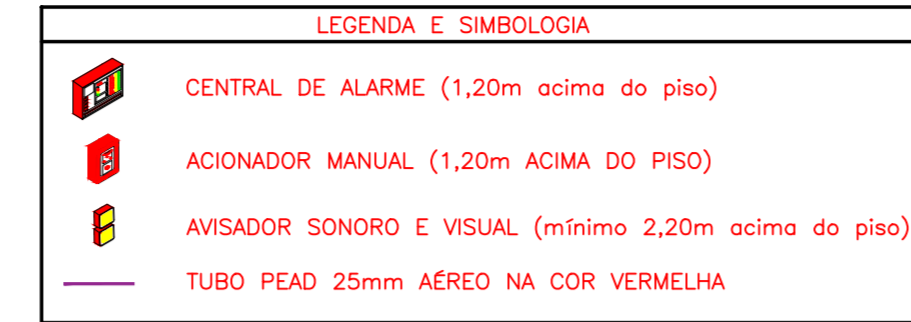 LEGENDA E SIMBOLOGIA
CENTRAL DE ALARME (1,20m acima do piso)
ACIONADOR MANUAL (1,20m ACIMA DO PISO)
AVISADOR SONORO E VISUAL (mínimo 2,20m acima do piso)
TUBO PEAD 25mm AÉREO NA COR VERMELHA